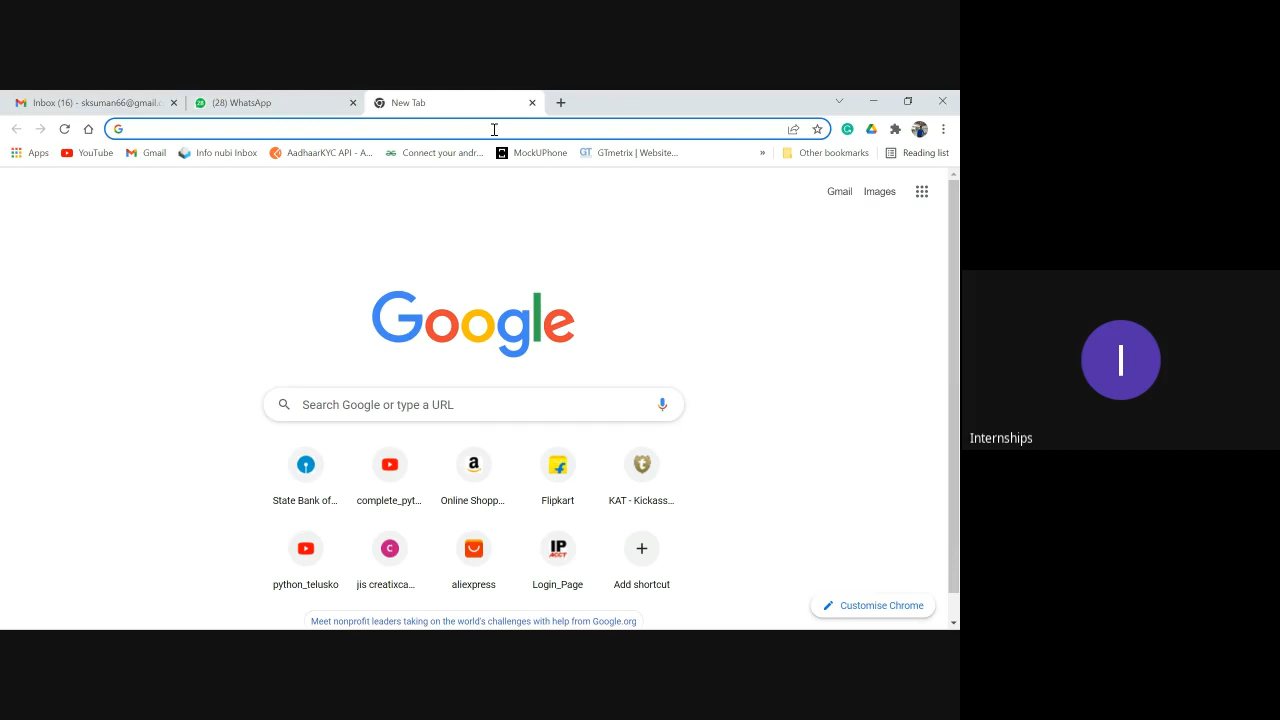 Inbox (16) - sksuman66@gmail.c
(28) WhatsApp
New Tab
Apps
YouTube
Gmail
Info nubi Inbox
AadhaarKYC API - A...
Connect your andr...
MockUPhone
GTmetrix | Website...
»
Other bookmarks
Reading list
Gmail
Images
Google
Search Google or type a URL
State Bank of...
complete_pyt...
Online Shopp...
Flipkart
KAT - Kickass...
python_telusko
jis creatixca...
aliexpress
Login_Page
Add shortcut
Customise Chrome
Meet nonprofit leaders taking on the world's challenges with help from Google.org
I
Internships